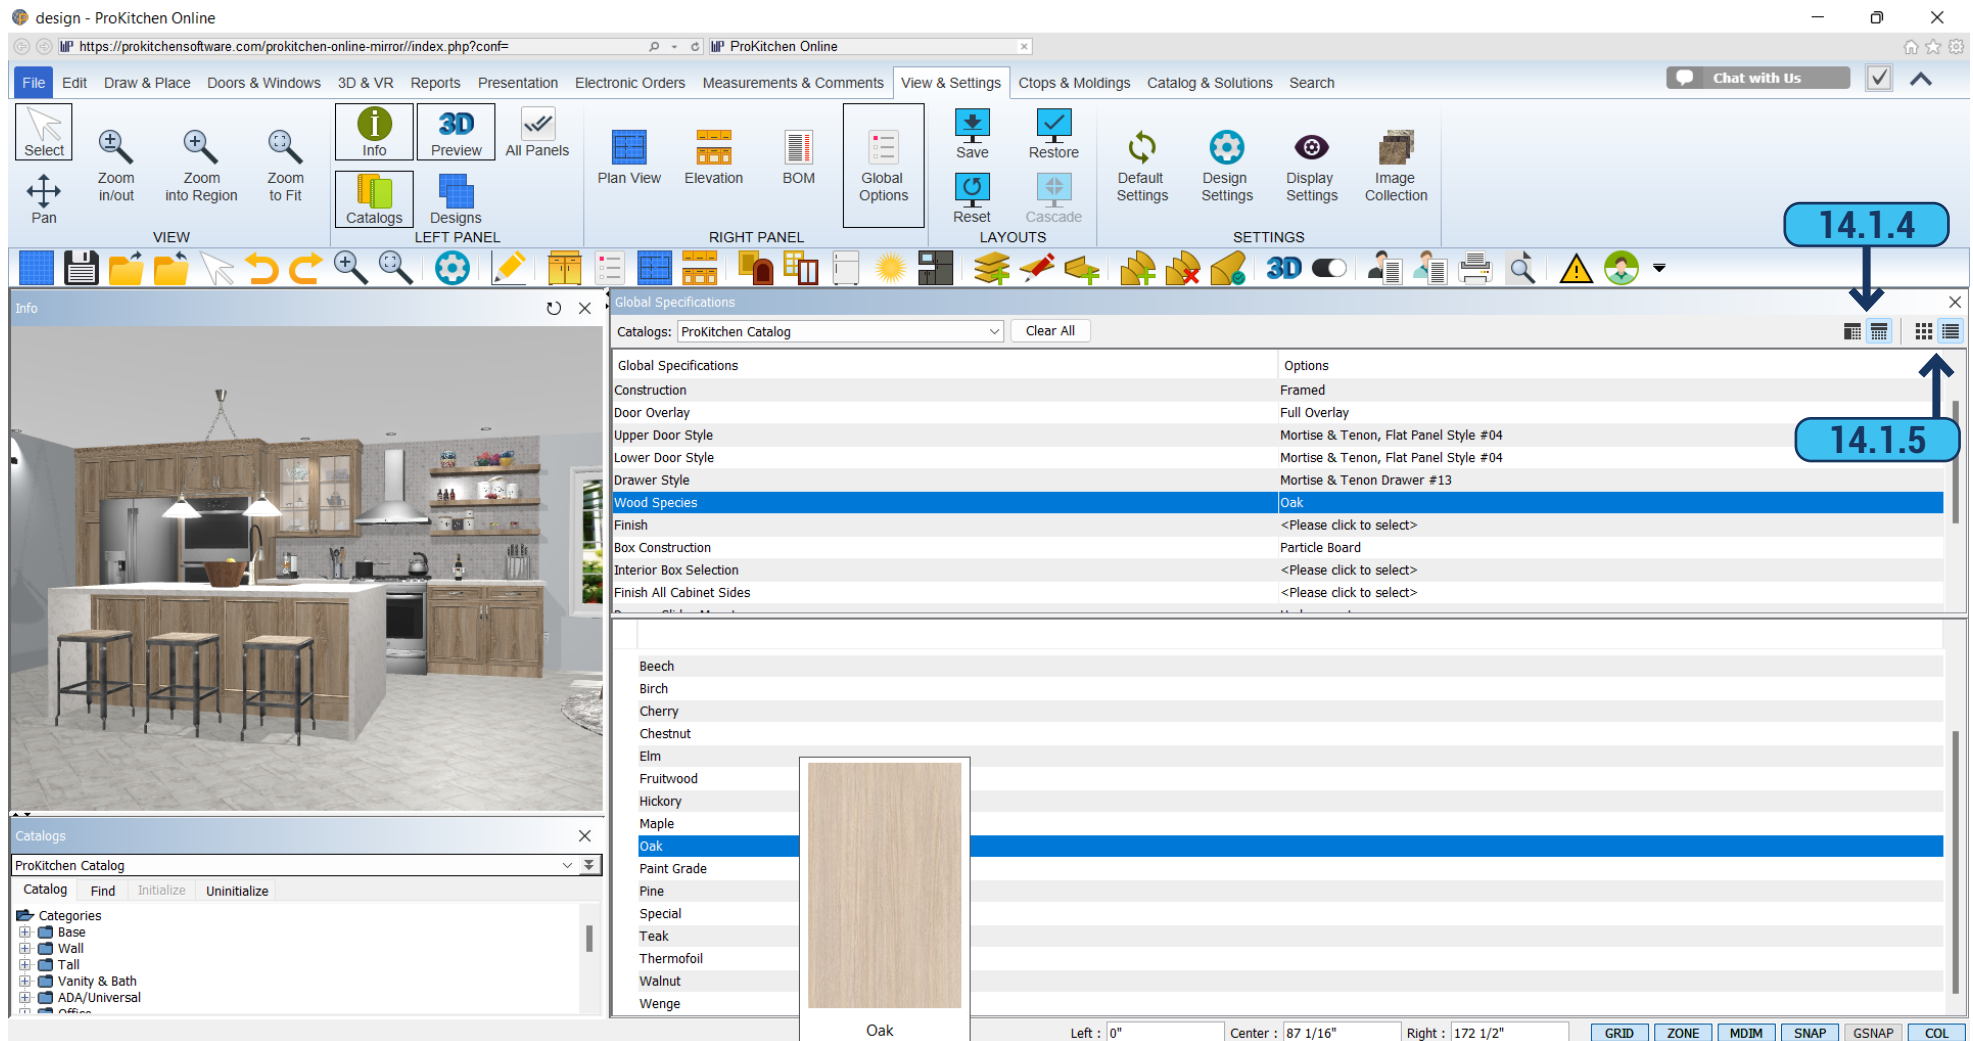 design - ProKitchen Online
https://prokitchensoftware.com/prokitchen-online-mirror//index.php?conf=
ProKitchen Online
File Edit Draw & Place Doors & Windows 3D & VR Reports Presentation Electronic Orders Measurements & Comments View & Settings Ctops & Moldings Catalog & Solutions Search
Chat with Us
Select
Pan
Zoom in/out
Zoom into Region
Zoom to Fit
VIEW
Info
3D
Preview
All Panels
Catalogs
Designs
LEFT PANEL
Plan View
Elevation
BOM
Global Options
RIGHT PANEL
Save
Restore
Reset
Cascade
LAYOUTS
Default Settings
Design Settings
Display Settings
Image Collection
SETTINGS
14.1.4
3D
Info
Global Specifications
Catalogs: ProKitchen Catalog Clear All
Global Specifications Options
Construction Framed
Door Overlay Full Overlay
Upper Door Style Mortise & Tenon, Flat Panel Style #04
14.1.5
Lower Door Style Mortise & Tenon, Flat Panel Style #04
Drawer Style Mortise & Tenon Drawer #13
Wood Species Oak
Finish <Please click to select>
Box Construction Particle Board
Interior Box Selection <Please click to select>
Finish All Cabinet Sides <Please click to select>
Beech
Birch
Cherry
Chestnut
Elm
Fruitwood
Hickory
Maple
Oak
Paint Grade
Pine
Special
Teak
Thermofoil
Walnut
Wenge
Oak
Catalogs
ProKitchen Catalog
Catalog Find Initialize Uninitialize
Categories
Base
Wall
Tall
Vanity & Bath
ADA/Universal
Office
Left : 0" Center : 87 1/16" Right : 172 1/2" GRID ZONE MDIM SNAP GSNAP COL